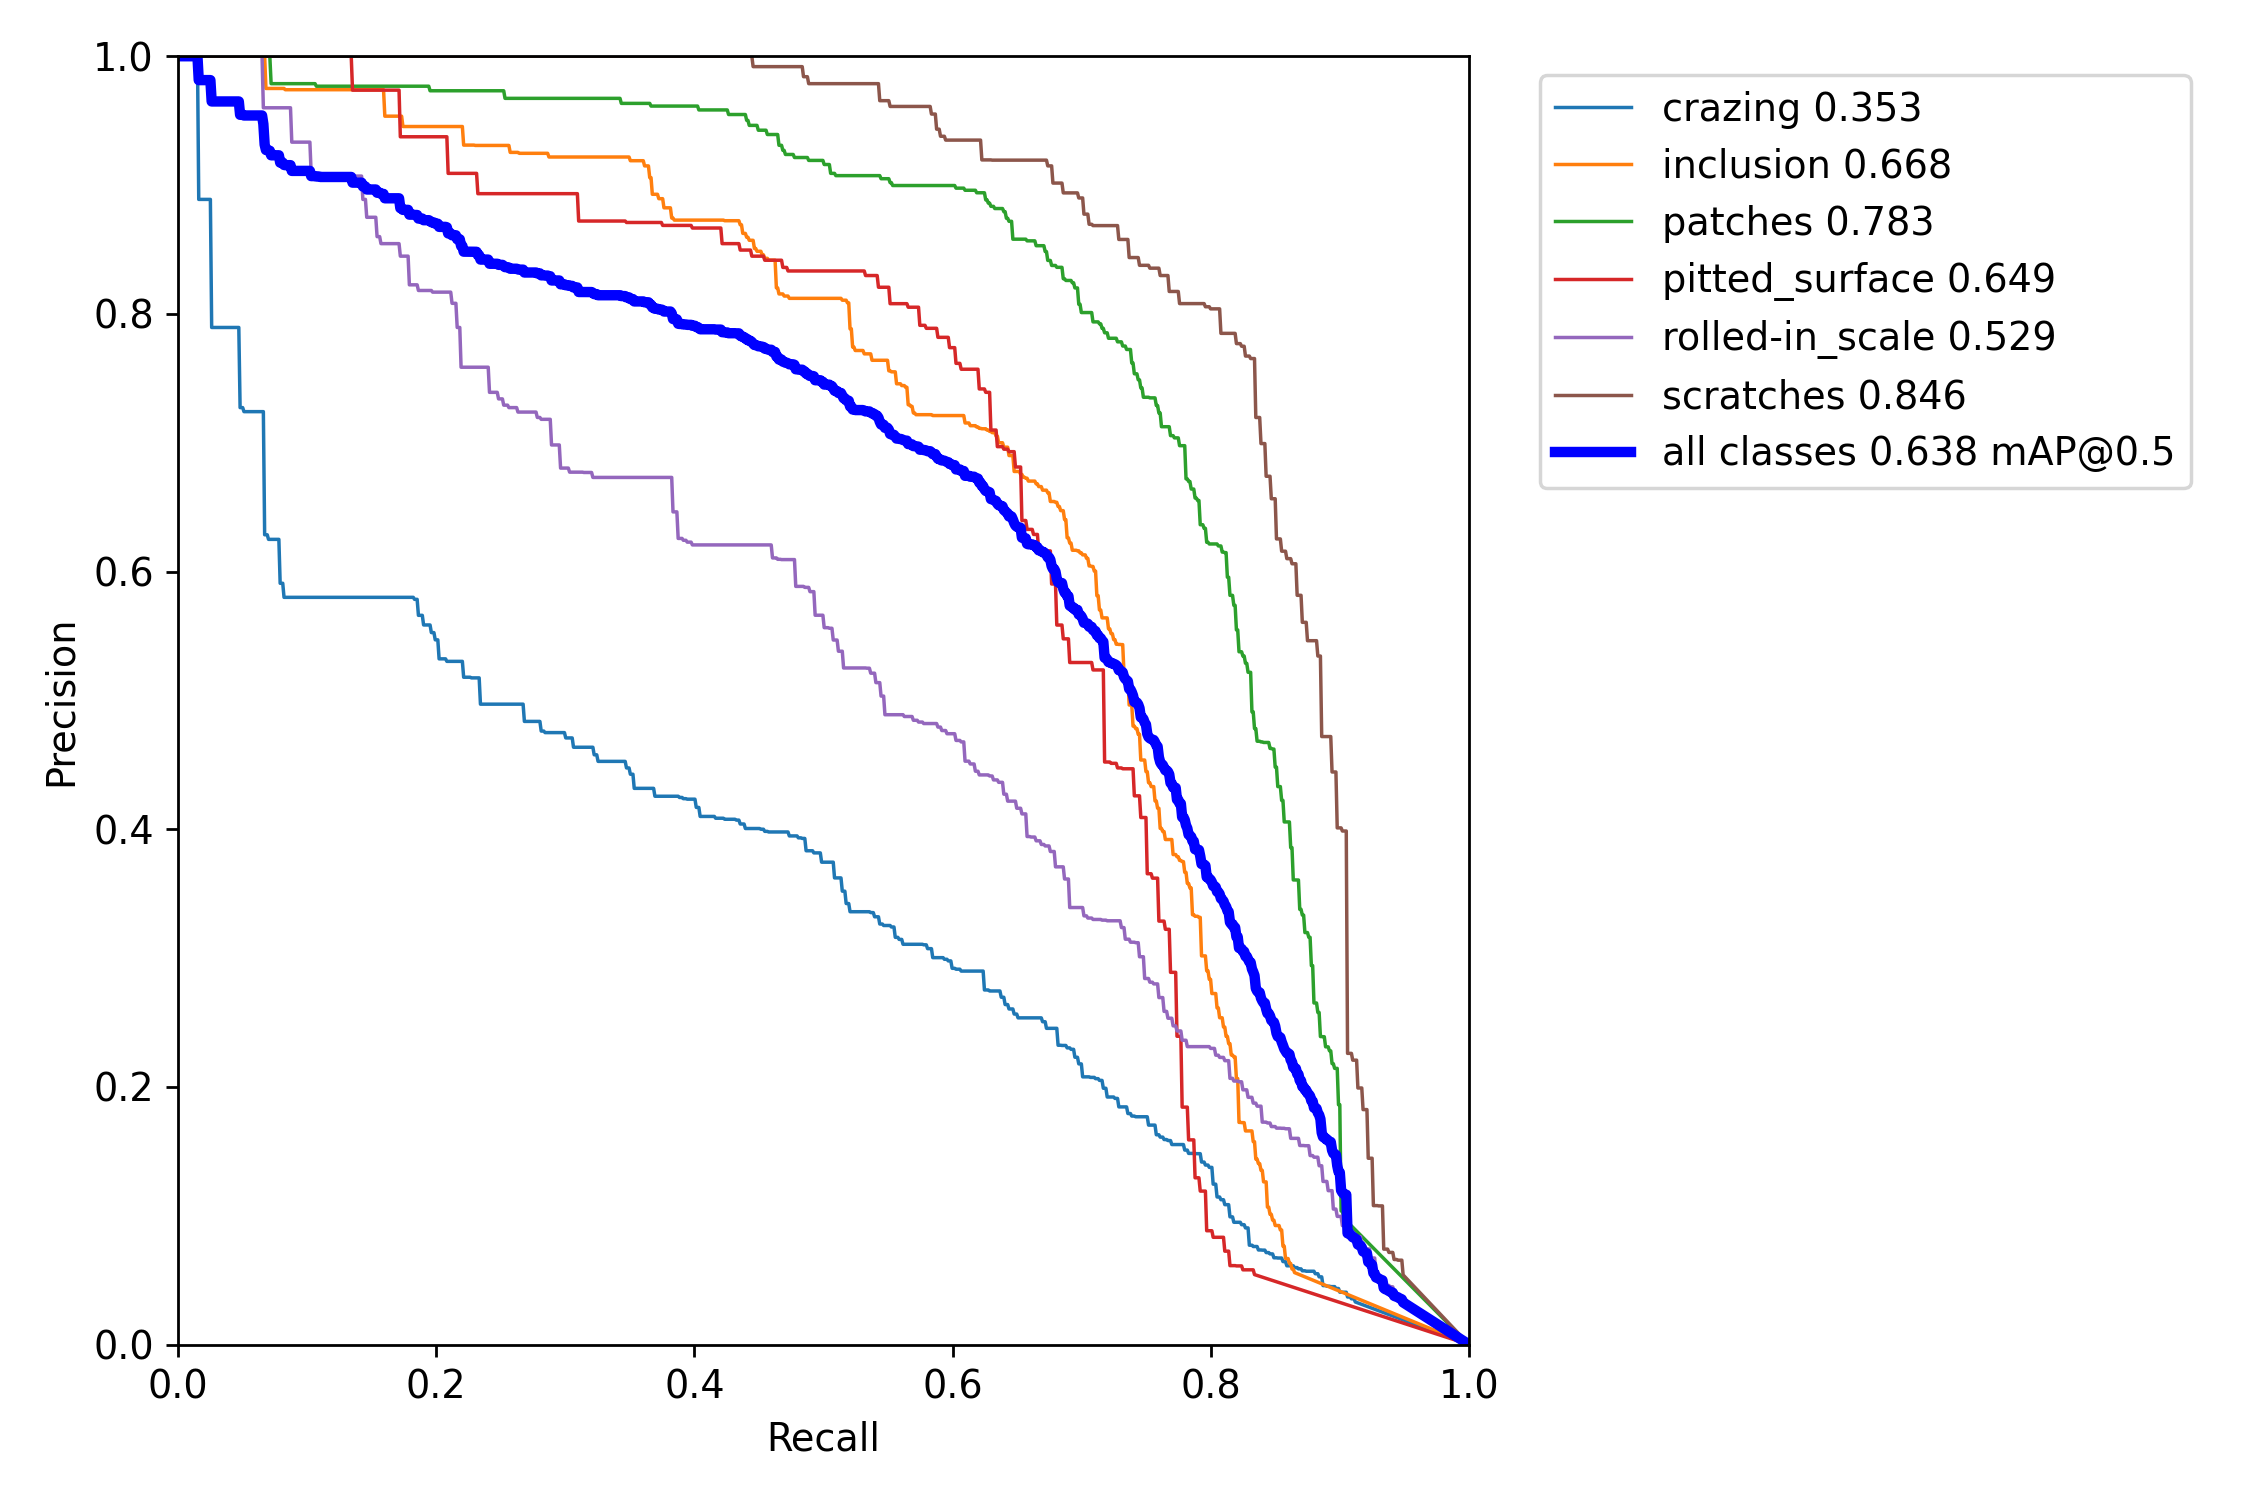 1.0
0.8
0.6
0.4
0.2
0.0
Precision
0.0 0.2 0.4 0.6 0.8 1.0
Recall
crazing 0.353
inclusion 0.668
patches 0.783
pitted_surface 0.649
rolled-in_scale 0.529
scratches 0.846
all classes 0.638 mAP@0.5